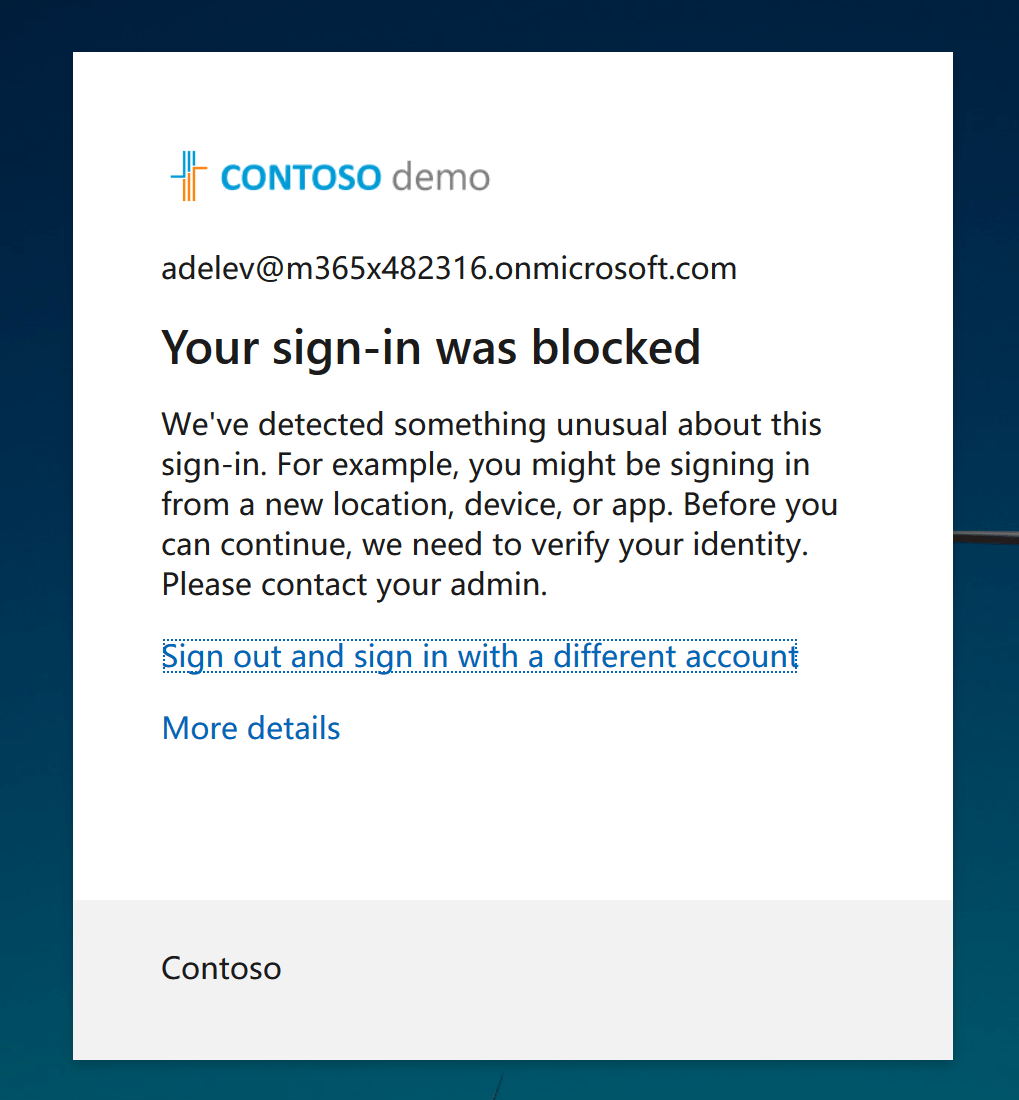 CONTOSO demo
adelev@m365x482316.onmicrosoft.com
Your sign-in was blocked
We've detected something unusual about this
sign-in. For example, you might be signing in
from a new location, device, or app. Before you
can continue, we need to verify your identity.
Please contact your admin.
Sign out and sign in with a different account
More details
Contoso